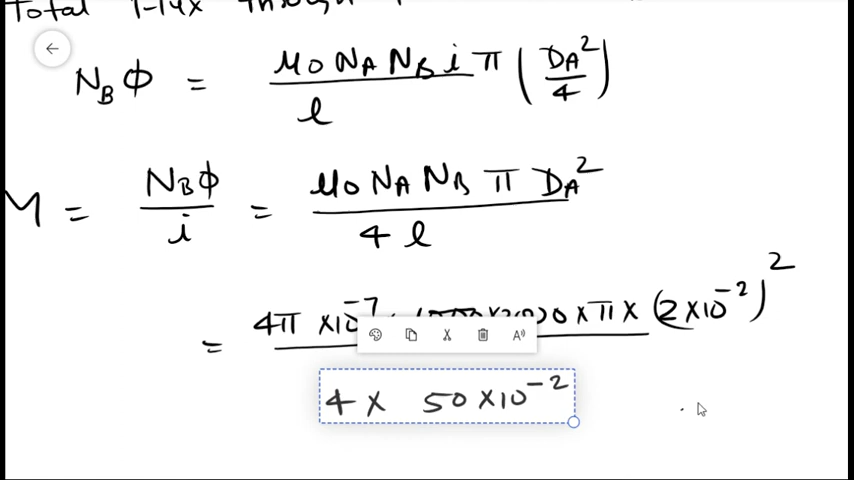 Total
N_B Φ = μ0 N_A N_B i π / l (D_A² / 4)
M = N_B Φ / i = μ0 N_A N_B π D_A² / 4 l
= 4π × 10⁻⁷ × π × (2×10⁻²)² / 4 × 50×10⁻²